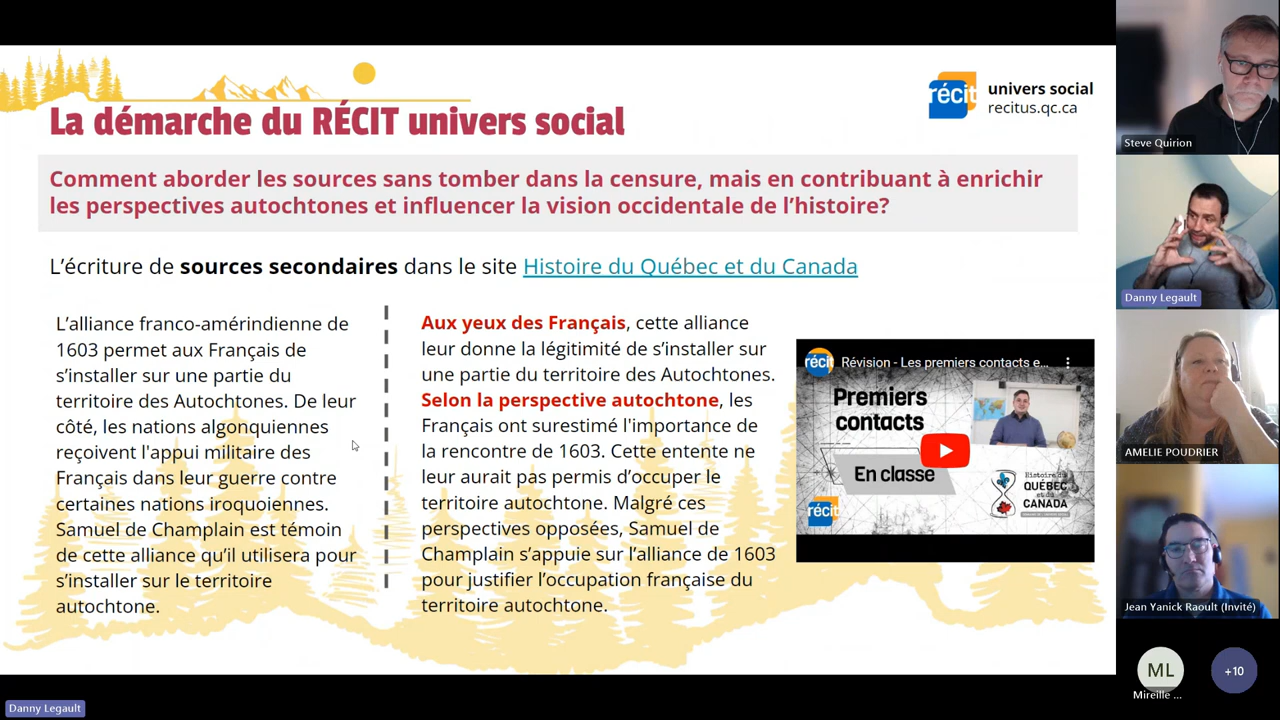 La démarche du RÉCIT univers social
récit
univers social
recitus.qc.ca
Comment aborder les sources sans tomber dans la censure, mais en contribuant à enrichir
les perspectives autochtones et influencer la vision occidentale de l’histoire?
L’écriture de sources secondaires dans le site Histoire du Québec et du Canada
L’alliance franco-amérindienne de
1603 permet aux Français de
s’installer sur une partie du
territoire des Autochtones. De leur
côté, les nations algonquiennes
reçoivent l'appui militaire des
Français dans leur guerre contre
certaines nations iroquoiennes.
Samuel de Champlain est témoin
de cette alliance qu’il utilisera pour
s’installer sur le territoire
autochtone.
Aux yeux des Français, cette alliance
leur donne la légitimité de s’installer sur
une partie du territoire des Autochtones.
Selon la perspective autochtone, les
Français ont surestimé l'importance de
la rencontre de 1603. Cette entente ne
leur aurait pas permis d’occuper le
territoire autochtone. Malgré ces
perspectives opposées, Samuel de
Champlain s’appuie sur l’alliance de 1603
pour justifier l’occupation française du
territoire autochtone.
récit
Révision - Les premiers contacts e...
Premiers
contacts
En classe
récit
Histoire du
QUÉBEC
et du
CANADA
Steve Quirion
Danny Legault
AMELIE POUDRIER
Jean Yanick Raoult (Invité)
ML
Mireille ...
+10
Danny Legault